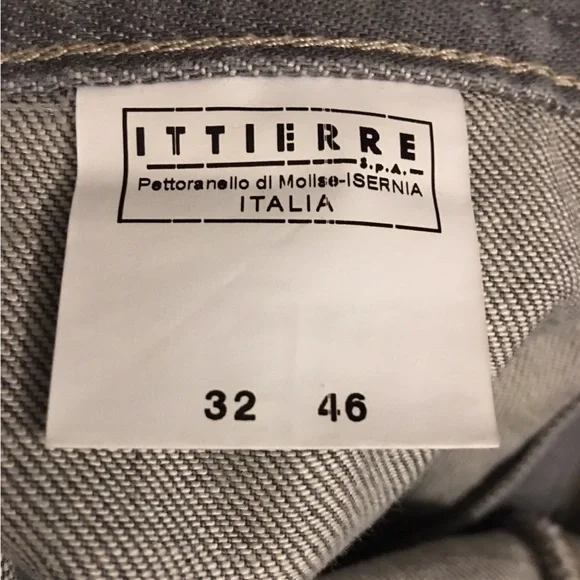 ITTIERRE
S.p.A.
Pettoranello di Molise-ISERNIA
ITALIA
32 46